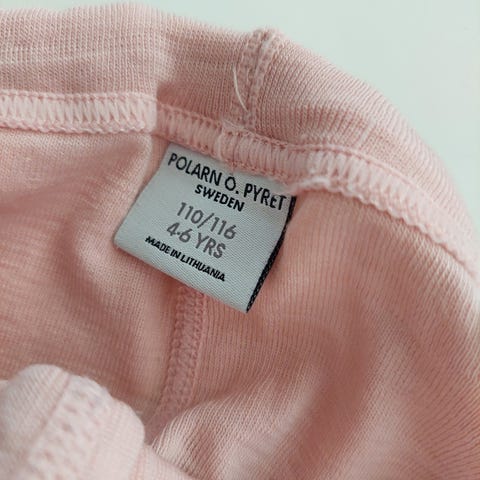 POLARN O. PYRET
SWEDEN
110/116
4-6 YRS
MADE IN LITHUANIA